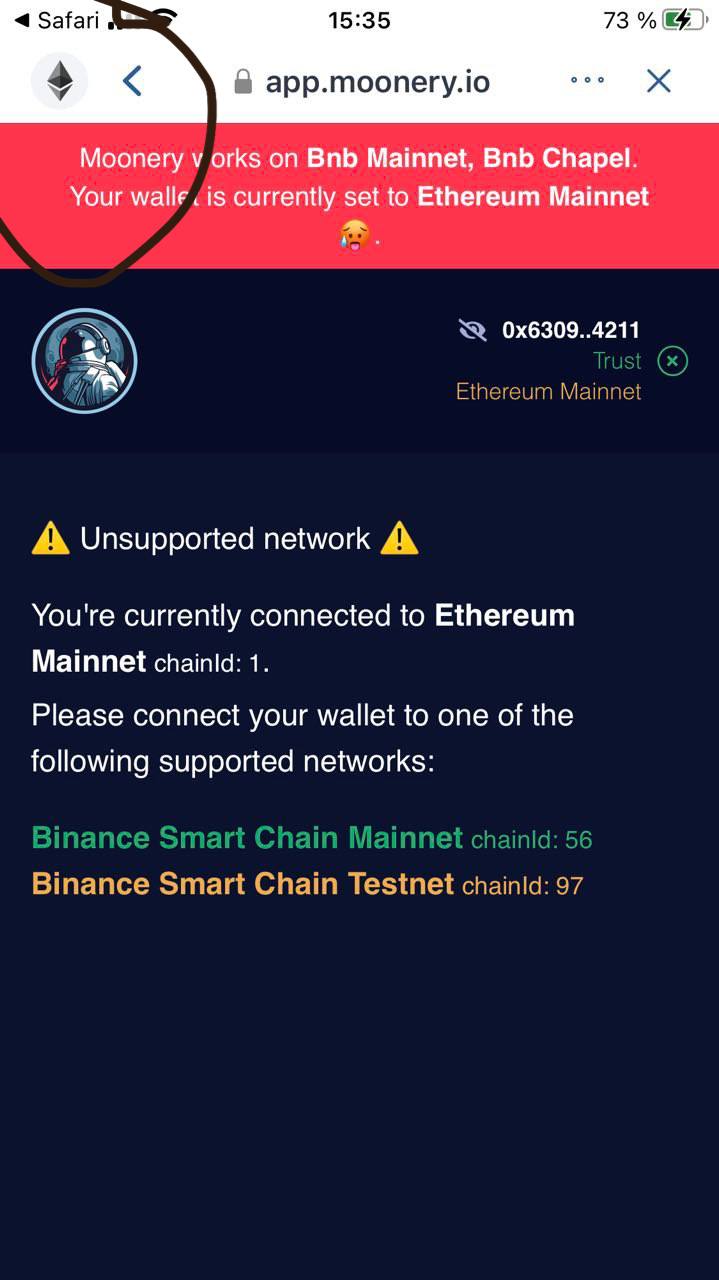 Safari 15:35 73 %
app.moonery.io
Moonery works on Bnb Mainnet, Bnb Chapel.
Your wallet is currently set to Ethereum Mainnet
🥵.
0x6309..4211
Trust
Ethereum Mainnet
⚠️ Unsupported network ⚠️
You're currently connected to Ethereum
Mainnet chainId: 1.
Please connect your wallet to one of the
following supported networks:
Binance Smart Chain Mainnet chainId: 56
Binance Smart Chain Testnet chainId: 97